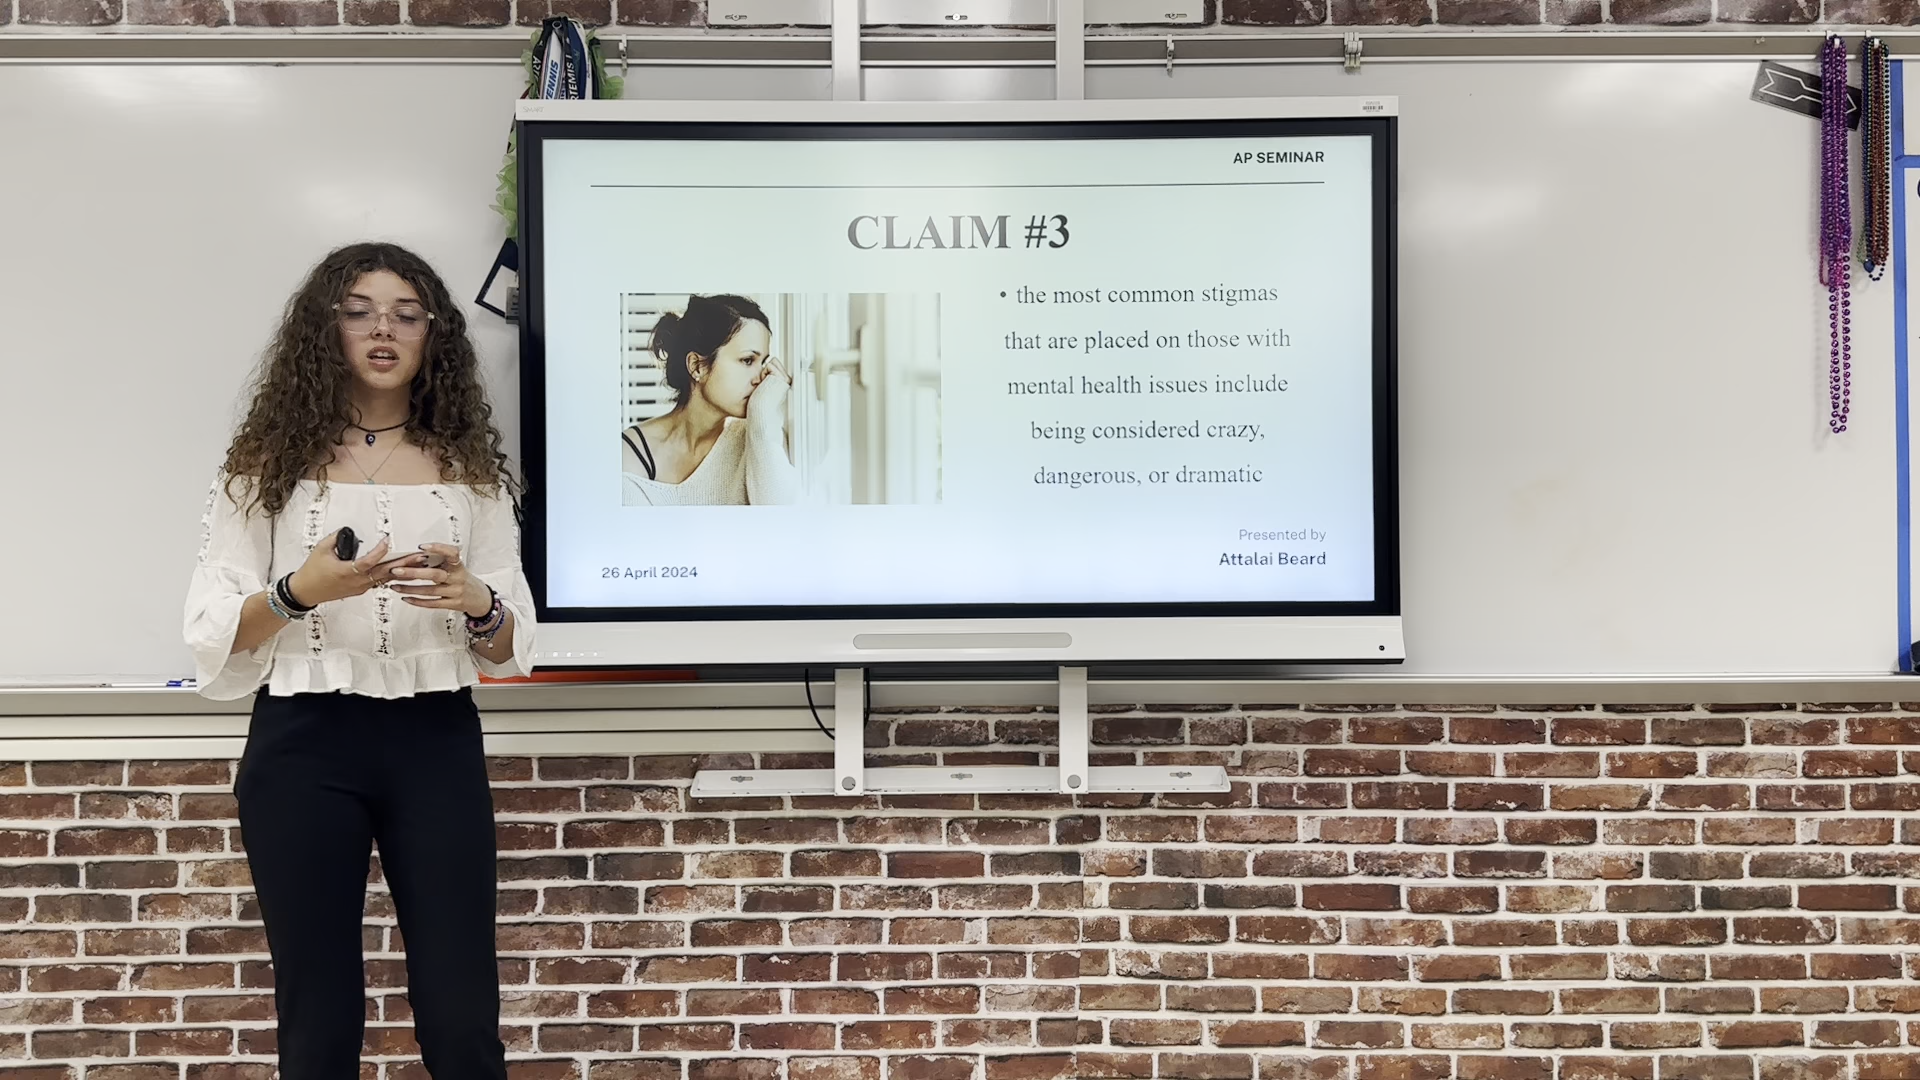 TENNIS
AP SEMINAR
CLAIM #3
• the most common stigmas
that are placed on those with
mental health issues include
being considered crazy,
dangerous, or dramatic
Presented by
Attalai Beard
26 April 2024